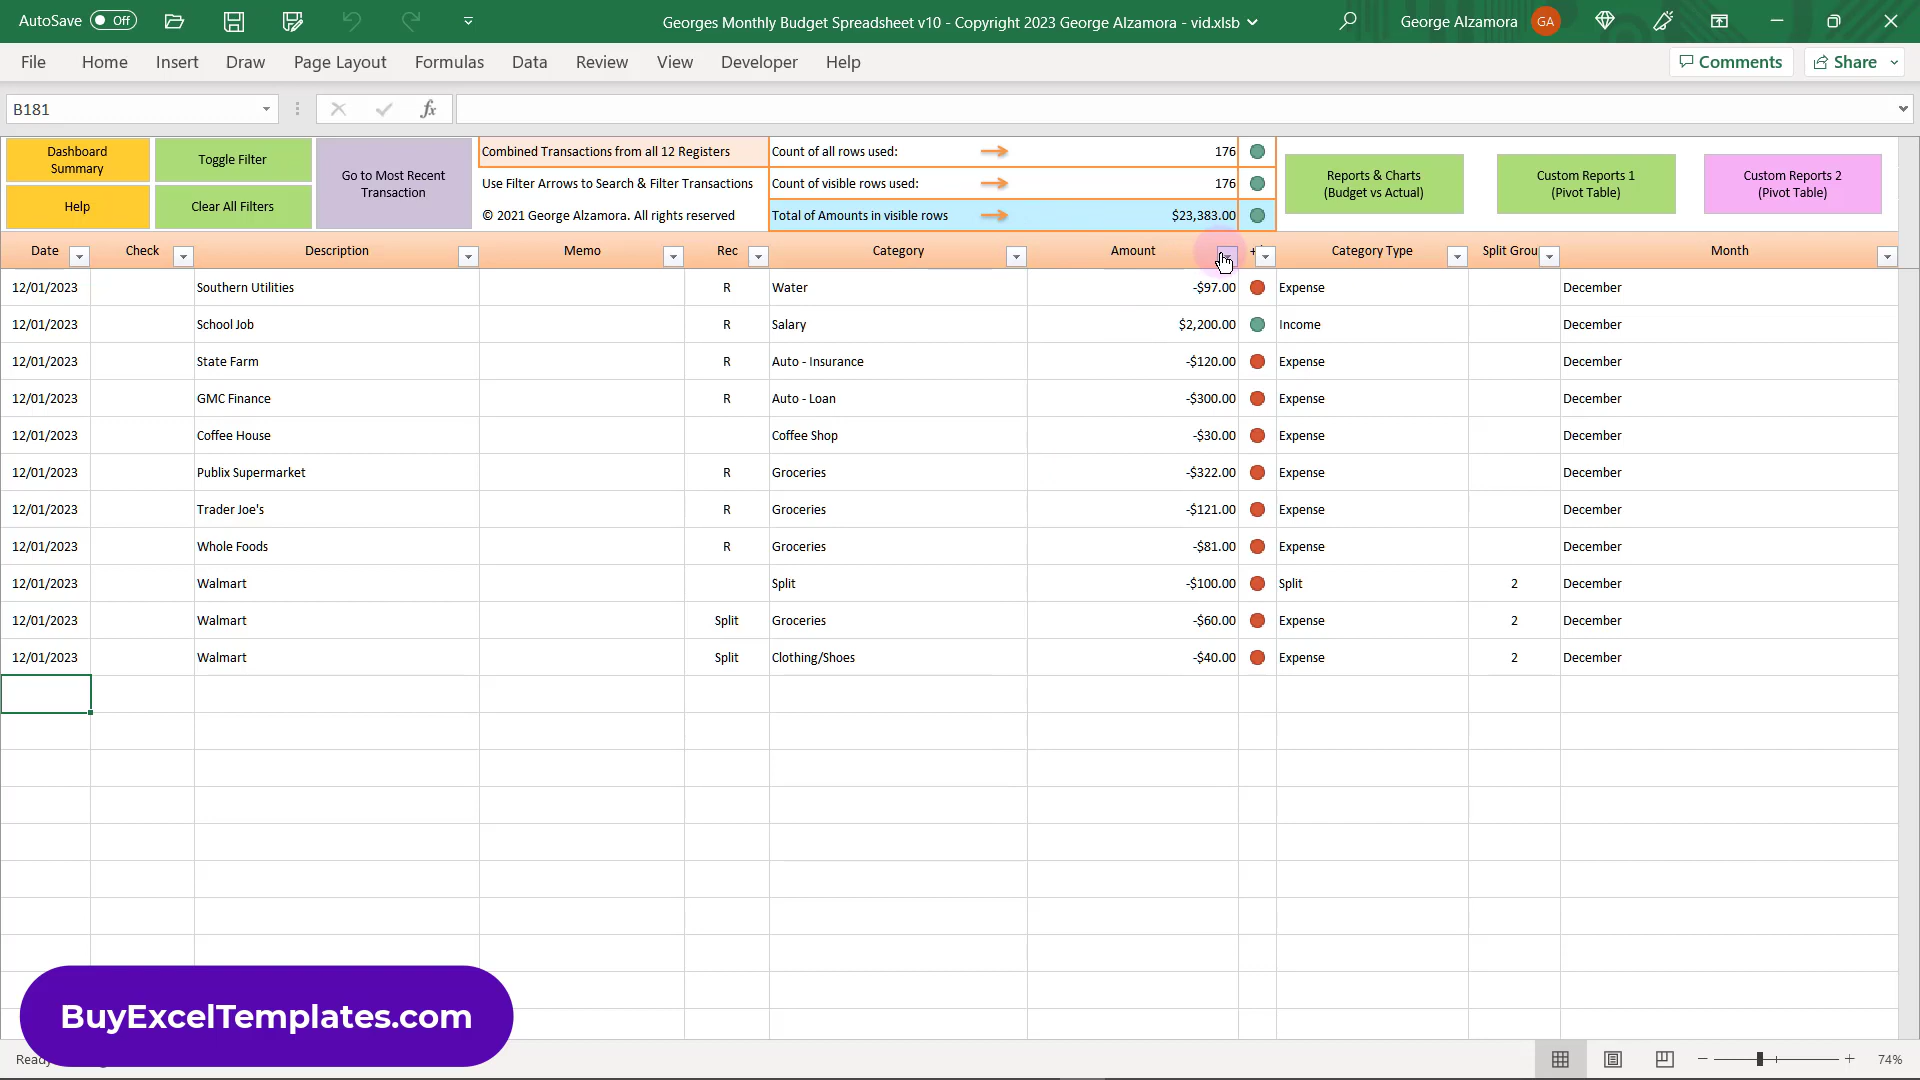 AutoSave Off Georges Monthly Budget Spreadsheet v10 - Copyright 2023 George Alzamora - vid.xlsb George Alzamora GA
File Home Insert Draw Page Layout Formulas Data Review View Developer Help Comments Share
B181 fx
Dashboard
Summary
Help
Toggle Filter
Clear All Filters
Go to Most Recent
Transaction
Combined Transactions from all 12 Registers
Use Filter Arrows to Search & Filter Transactions
© 2021 George Alzamora. All rights reserved
Count of all rows used: 176
Count of visible rows used: 176
Total of Amounts in visible rows $23,383.00
Reports & Charts
(Budget vs Actual)
Custom Reports 1
(Pivot Table)
Custom Reports 2
(Pivot Table)
Date Check Description Memo Rec Category Amount Category Type Split Grou Month
12/01/2023 Southern Utilities R Water -$97.00 Expense December
12/01/2023 School Job R Salary $2,200.00 Income December
12/01/2023 State Farm R Auto - Insurance -$120.00 Expense December
12/01/2023 GMC Finance R Auto - Loan -$300.00 Expense December
12/01/2023 Coffee House Coffee Shop -$30.00 Expense December
12/01/2023 Publix Supermarket R Groceries -$322.00 Expense December
12/01/2023 Trader Joe's R Groceries -$121.00 Expense December
12/01/2023 Whole Foods R Groceries -$81.00 Expense December
12/01/2023 Walmart Split -$100.00 Split 2 December
12/01/2023 Walmart Split Groceries -$60.00 Expense 2 December
12/01/2023 Walmart Split Clothing/Shoes -$40.00 Expense 2 December
BuyExcelTemplates.com
74%